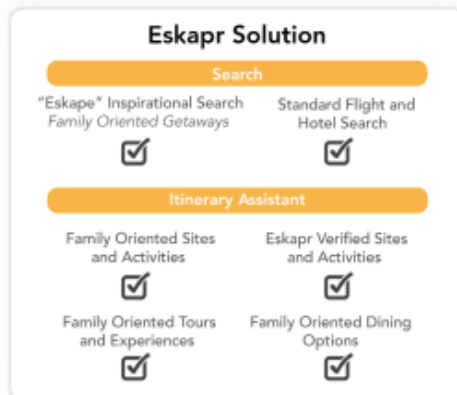 Eskapr Solution
Search
"Eskape" Inspirational Search
Family Oriented Getaways
Standard Flight and
Hotel Search
Itinerary Assistant
Family Oriented Sites
and Activities
Eskapr Verified Sites
and Activities
Family Oriented Tours
and Experiences
Family Oriented Dining
Options